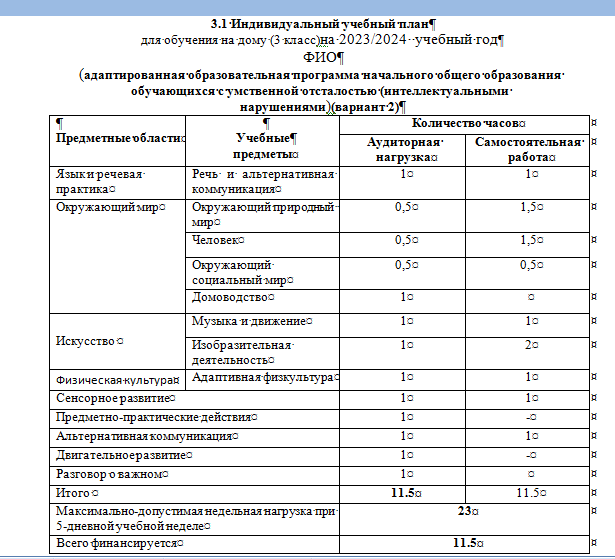 3.1 Индивидуальный учебный план¶
для обучения на дому (3 класс)на 2023/2024 учебный год¶
ФИО¶
(адаптированная образовательная программа начального общего образования
обучающихся с умственной отсталостью (интеллектуальными
нарушениями)(вариант 2)¶
¶
Предметные области¤
¶
Учебные¶
предметы¤
Количество часов¤
Аудиторная
нагрузка¤
Самостоятельная
работа¤
Язык и речевая
практика¤
Речь и альтернативная
коммуникация¤
1¤ 1¤
Окружающий мир¤
Окружающий природный
мир¤
0,5¤ 1,5¤
Человек¤ 0,5¤ 1,5¤
Окружающий
социальный мир¤
0,5¤ 0,5¤
Домоводство¤ 1¤ ¤
Искусство ¤
Музыка и движение¤ 1¤ 1¤
Изобразительная
деятельность¤
1¤ 2¤
Физическая культура¤ Адаптивная физкультура¤ 1¤ 1¤
Сенсорное развитие¤ 1¤ 1¤
Предметно-практические действия¤ 1¤ -¤
Альтернативная коммуникация¤ 1¤ 1¤
Двигательное развитие¤ 1¤ -¤
Разговор о важном¤ 1¤ ¤
Итого ¤ 11.5¤ 11.5¤
Максимально-допустимая недельная нагрузка при
5-дневной учебной неделе¤
23¤
Всего финансируется¤ 11.5¤